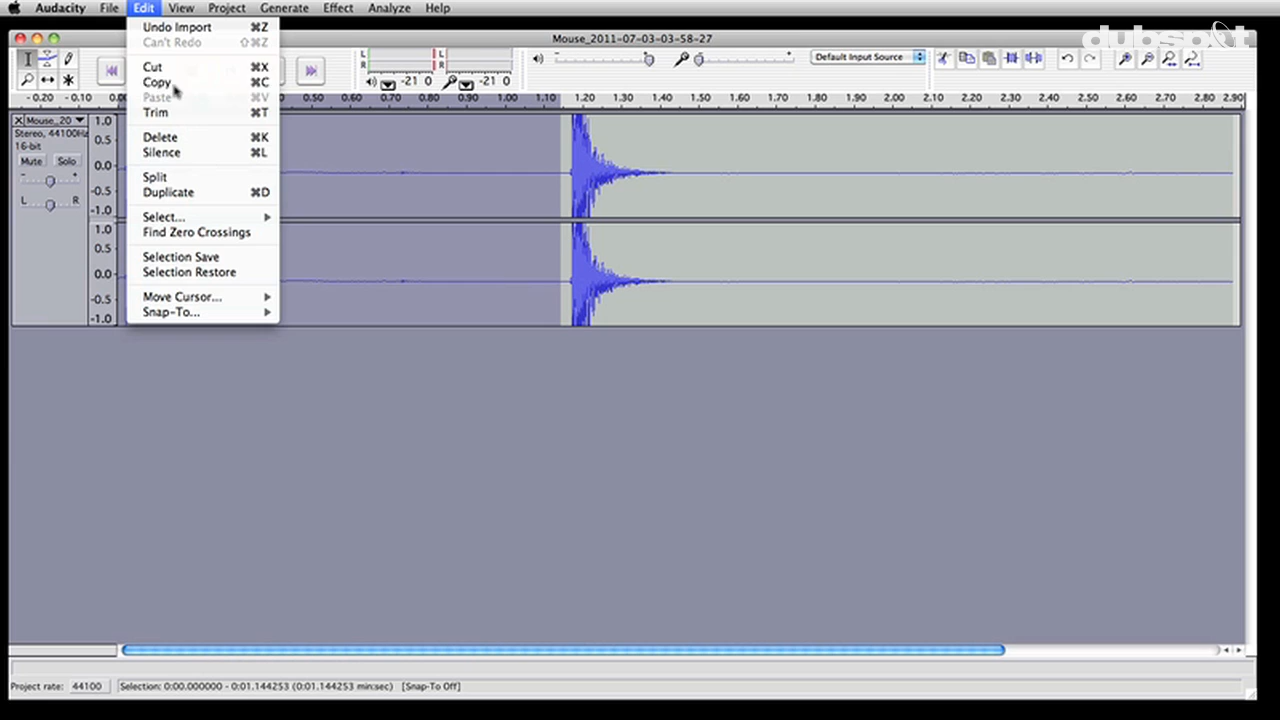 Audacity File Edit View Project Generate Effect Analyze Help
dubspot
Mouse_2011-07-03-03-58-27
Undo Import ⌘Z
Can't Redo ⇧⌘Z
Cut ⌘X
Copy ⌘C
Paste ⌘V
Trim ⌘T
Delete ⌘K
Silence ⌘L
Split
Duplicate ⌘D
Select...
Find Zero Crossings
Selection Save
Selection Restore
Move Cursor...
Snap-To...
L
R
-21 0
L
R
-21 0
Default Input Source
-0.20 -0.10 0.50 0.60 0.70 0.80 0.90 1.00 1.10 1.20 1.30 1.40 1.50 1.60 1.70 1.80 1.90 2.00 2.10 2.20 2.30 2.40 2.50 2.60 2.70 2.80 2.90
Mouse_20
Stereo, 44100Hz
16-bit
Mute Solo
- +
L R
1.0
0.5
0.0
-0.5
-1.0
1.0
0.5
0.0
-0.5
-1.0
Project rate: 44100 Selection: 0:00.000000 - 0:01.144253 (0:01.144253 min:sec) [Snap-To Off]